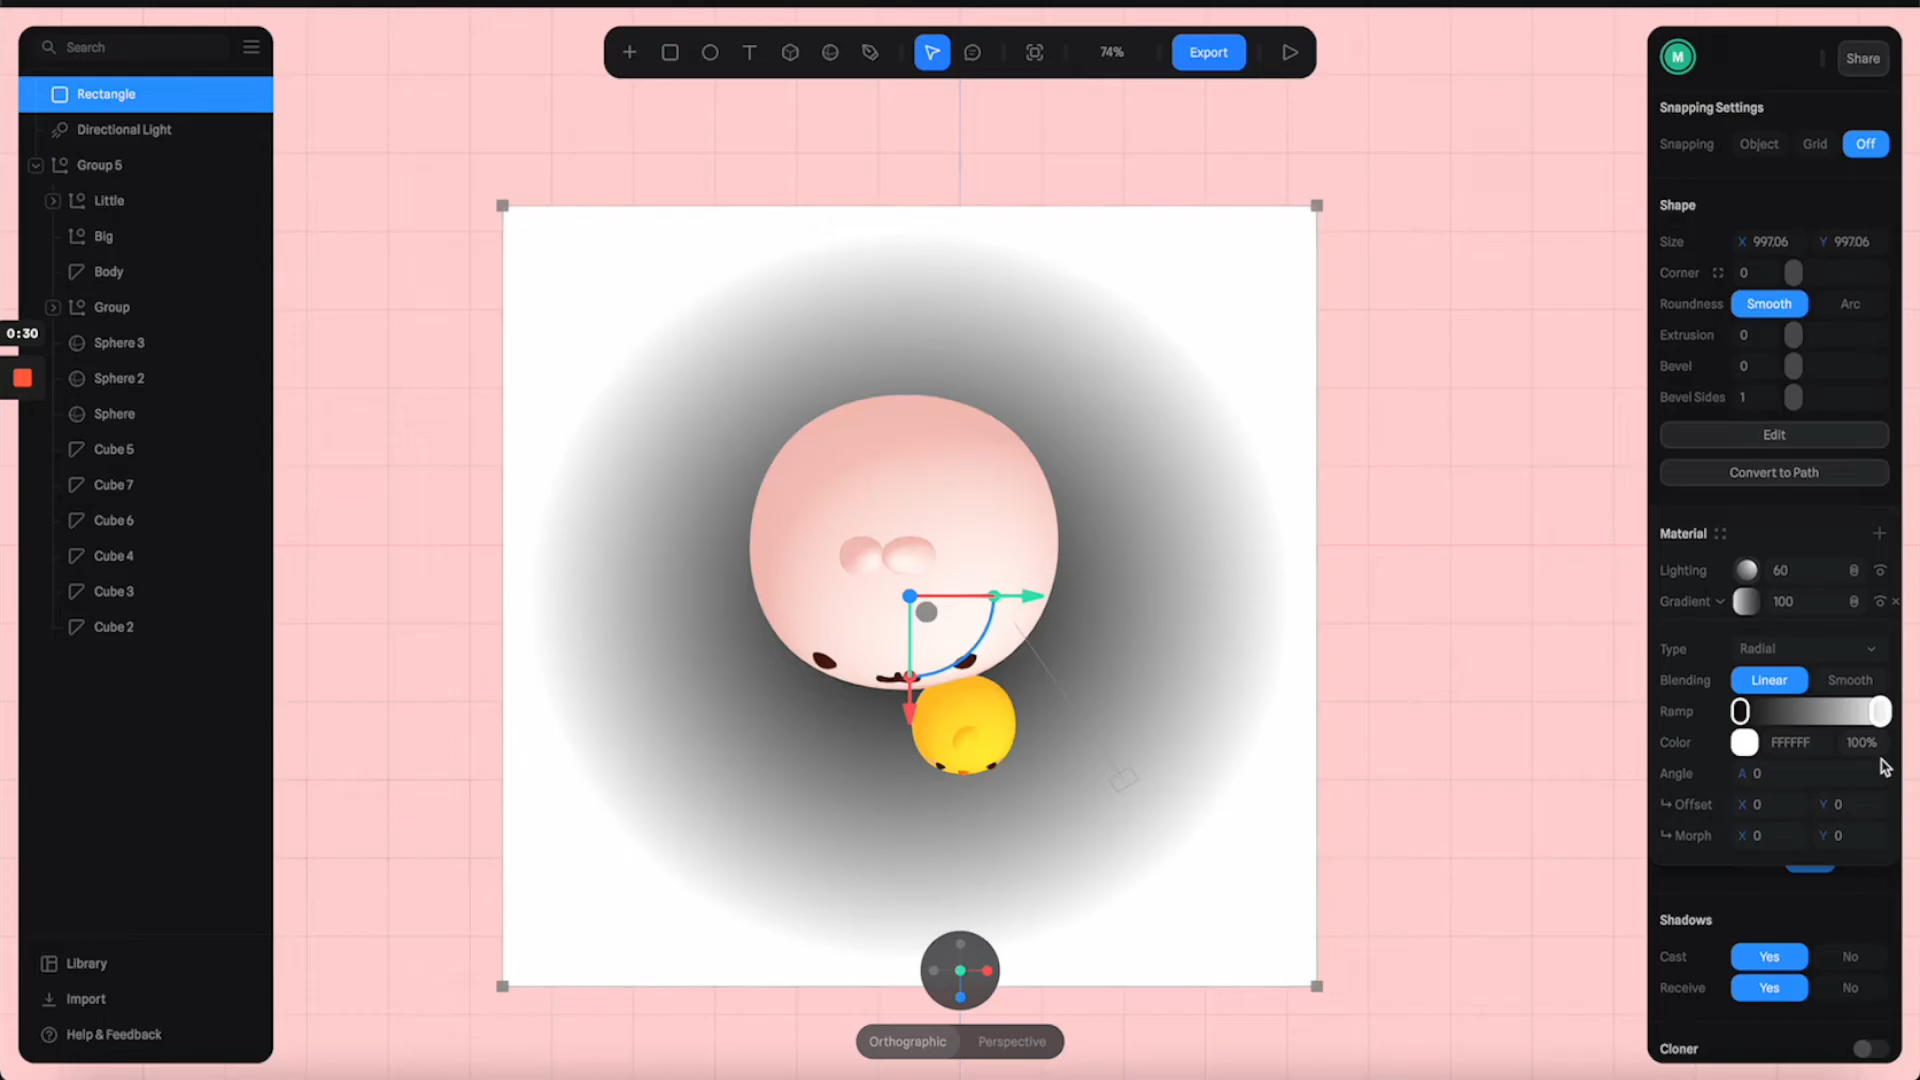 Search
Rectangle
Directional Light
Group 5
Little
Big
Body
Group
0:30
Sphere 3
Sphere 2
Sphere
Cube 5
Cube 7
Cube 6
Cube 4
Cube 3
Cube 2
Library
Import
Help & Feedback
T
74%
Export
Orthographic
Perspective
M
Share
Snapping Settings
Snapping Object Grid Off
Shape
Size X 997.06 Y 997.06
Corner 0
Roundness Smooth Arc
Extrusion 0
Bevel 0
Bevel Sides 1
Edit
Convert to Path
Material
Lighting 60
Gradient 100
Type Radial
Blending Linear Smooth
Ramp
Color FFFFFF 100%
Angle A 0
Offset X 0 Y 0
Morph X 0 Y 0
Shadows
Cast Yes No
Receive Yes No
Cloner